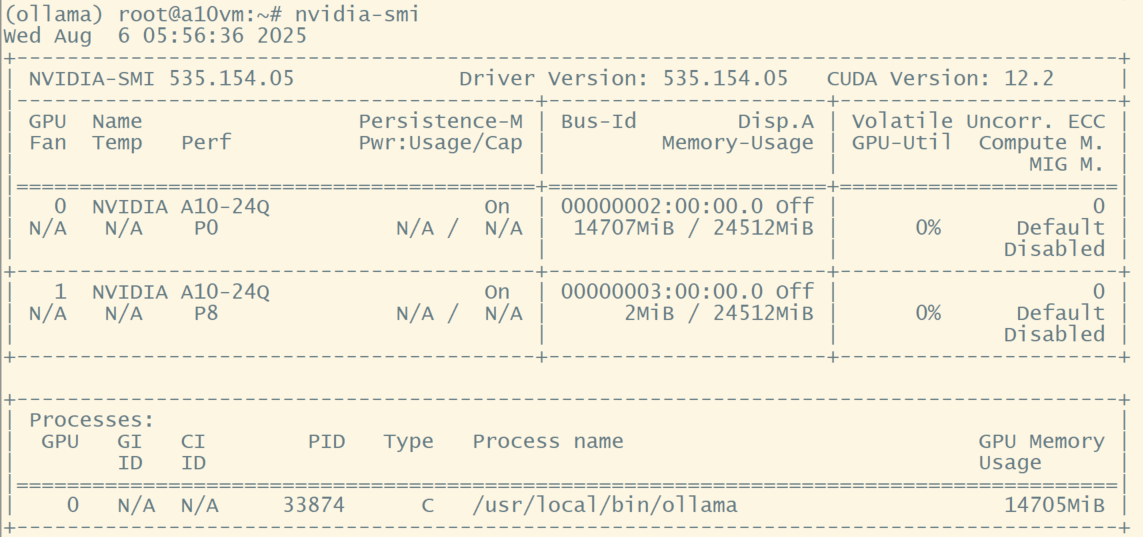 (ollama) root@a10vm:~# nvidia-smi
Wed Aug  6 05:56:36 2025
+---------------------------------------------------------------------------------------+
| NVIDIA-SMI 535.154.05             Driver Version: 535.154.05   CUDA Version: 12.2     |
|-----------------------------------------+----------------------+----------------------+
| GPU  Name                 Persistence-M | Bus-Id        Disp.A | Volatile Uncorr. ECC |
| Fan  Temp   Perf          Pwr:Usage/Cap |         Memory-Usage | GPU-Util  Compute M. |
|                                         |                      |               MIG M. |
|=========================================+======================+======================|
|   0  NVIDIA A10-24Q                 On  | 00000002:00:00.0 Off |                    0 |
| N/A   N/A    P0              N/A /  N/A |  14707MiB / 24512MiB |      0%      Default |
|                                         |                      |             Disabled |
+-----------------------------------------+----------------------+----------------------+
|   1  NVIDIA A10-24Q                 On  | 00000003:00:00.0 Off |                    0 |
| N/A   N/A    P8              N/A /  N/A |      2MiB / 24512MiB |      0%      Default |
|                                         |                      |             Disabled |
+-----------------------------------------+----------------------+----------------------+

+---------------------------------------------------------------------------------------+
| Processes:                                                                            |
|  GPU   GI   CI        PID   Type   Process name                            GPU Memory |
|        ID   ID                                                             Usage      |
|=======================================================================================|
|    0   N/A  N/A     33874      C   /usr/local/bin/ollama                     14705MiB |
+---------------------------------------------------------------------------------------+